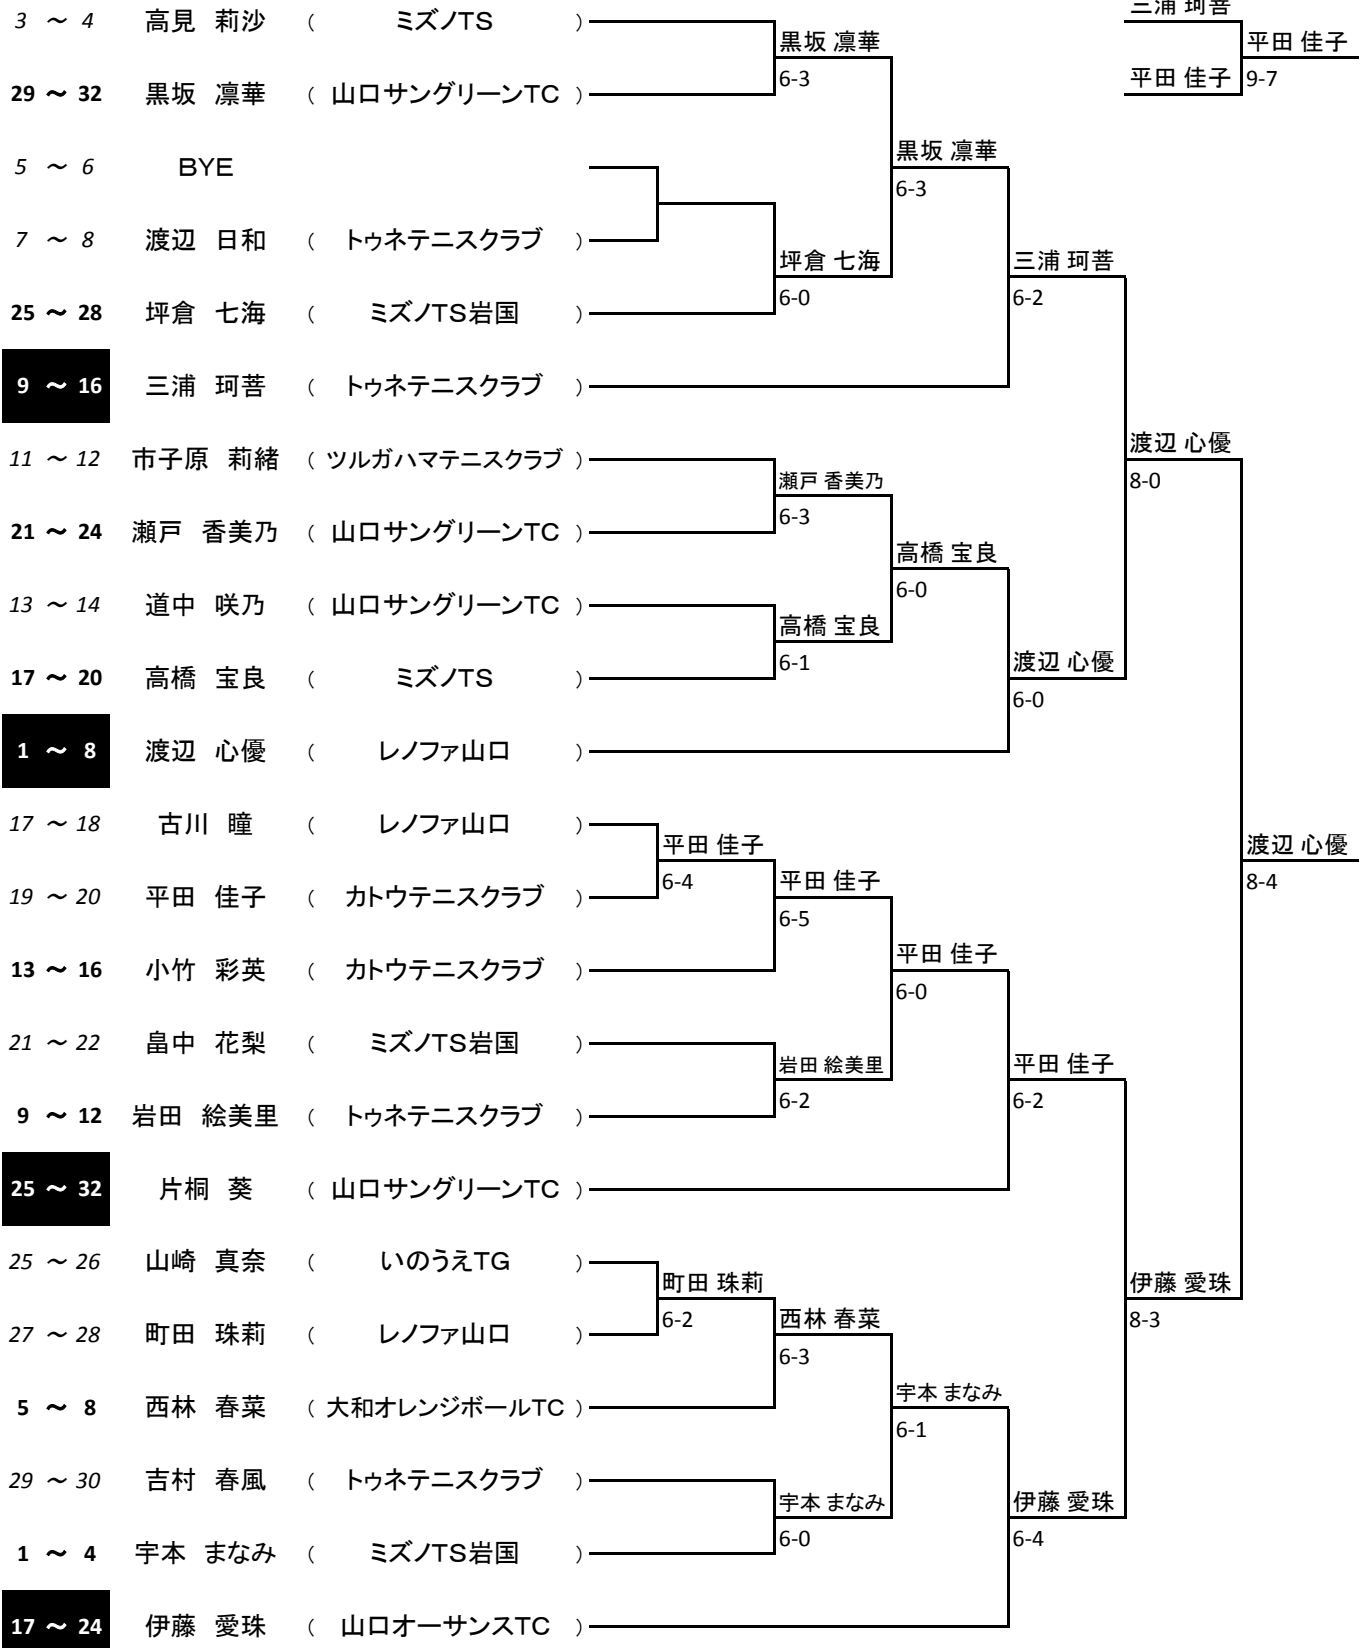 三浦 珂菩
3 ～ 4 高見 莉沙 （ ミズノTS ）
黒坂 凛華 平田 佳子
6-3 平田 佳子 9-7
29 ～ 32 黒坂 凛華 （ 山口サングリーンTC ）
黒坂 凛華
5 ～ 6 BYE
6-3
7 ～ 8 渡辺 日和 （ トゥネテニスクラブ ）
坪倉 七海 三浦 珂菩
6-0 6-2
25 ～ 28 坪倉 七海 （ ミズノTS岩国 ）
9 ～ 16 三浦 珂菩 （ トゥネテニスクラブ ）
渡辺 心優
11 ～ 12 市子原 莉緒 （ ツルガハマテニスクラブ ）
瀬戸 香美乃 8-0
6-3
21 ～ 24 瀬戸 香美乃 （ 山口サングリーンTC ）
高橋 宝良
6-0
13 ～ 14 道中 咲乃 （ 山口サングリーンTC ）
高橋 宝良
6-1 渡辺 心優
17 ～ 20 高橋 宝良 （ ミズノTS ）
6-0
1 ～ 8 渡辺 心優 （ レノファ山口 ）
17 ～ 18 古川 瞳 （ レノファ山口 ）
平田 佳子 渡辺 心優
6-4 平田 佳子 8-4
19 ～ 20 平田 佳子 （ カトウテニスクラブ ）
6-5
平田 佳子
13 ～ 16 小竹 彩英 （ カトウテニスクラブ ）
6-0
21 ～ 22 畠中 花梨 （ ミズノTS岩国 ）
岩田 絵美里 平田 佳子
6-2 6-2
9 ～ 12 岩田 絵美里 （ トゥネテニスクラブ ）
25 ～ 32 片桐 葵 （ 山口サングリーンTC ）
25 ～ 26 山崎 真奈 （ いのうえTG ）
町田 珠莉 伊藤 愛珠
6-2 西林 春菜 8-3
27 ～ 28 町田 珠莉 （ レノファ山口 ）
6-3
宇本 まなみ
5 ～ 8 西林 春菜 （ 大和オレンジボールTC ）
6-1
29 ～ 30 吉村 春風 （ トゥネテニスクラブ ）
宇本 まなみ 伊藤 愛珠
6-0 6-4
1 ～ 4 宇本 まなみ （ ミズノTS岩国 ）
17 ～ 24 伊藤 愛珠 （ 山口オーサンスTC ）